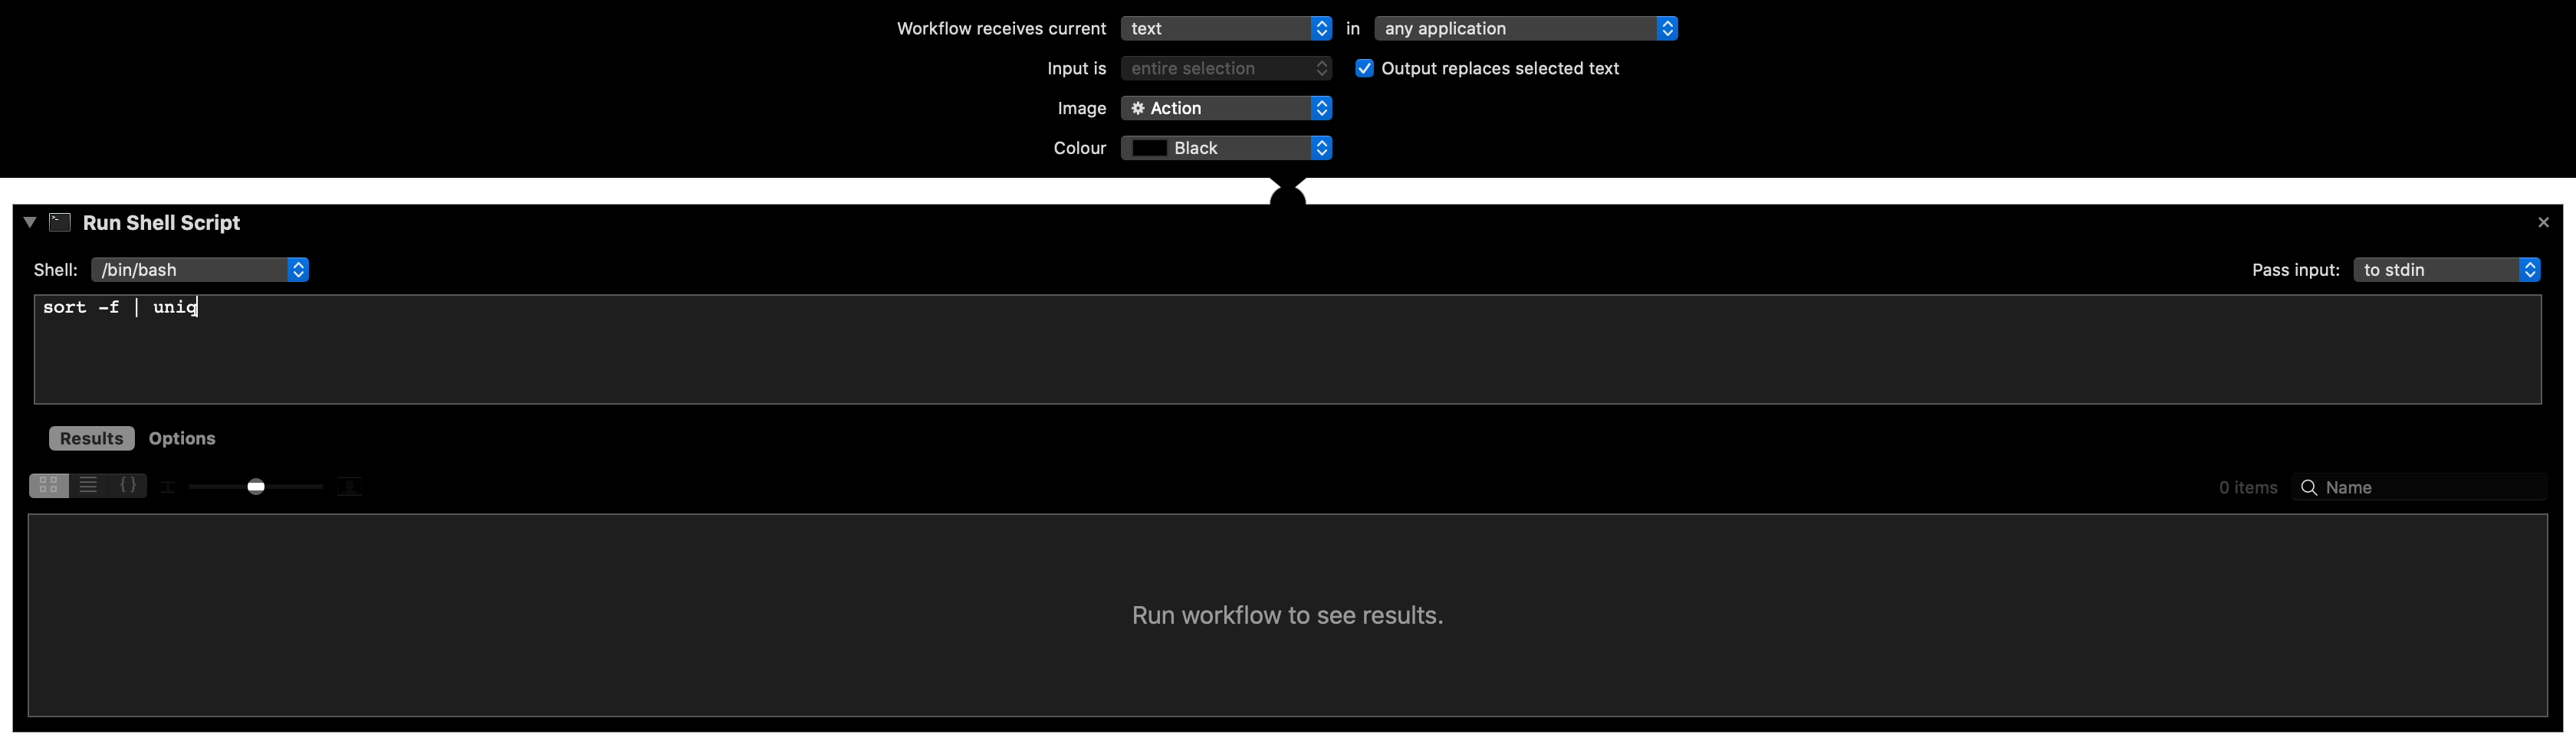 Workflow receives current text in any application
Input is entire selection Output replaces selected text
Image Action
Colour Black
Run Shell Script
Shell: /bin/bash Pass input: to stdin
sort -f | uniq
Results Options
{} 0 items Name
Run workflow to see results.